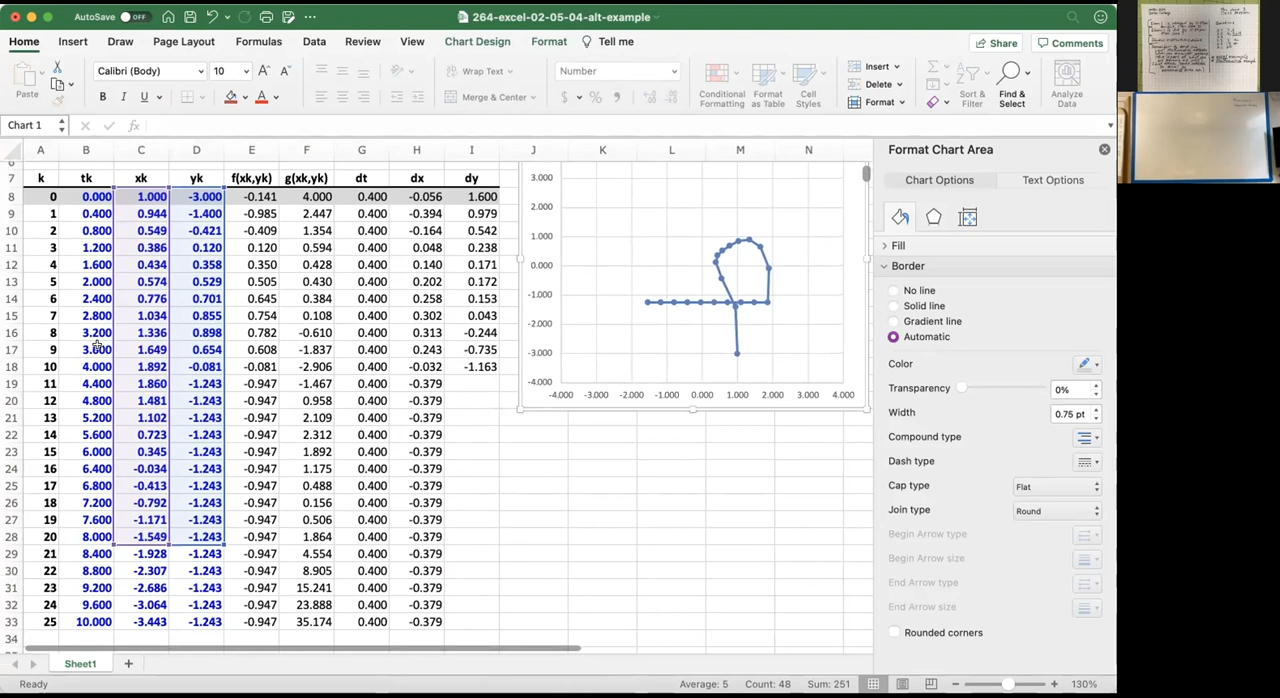 AutoSave OFF 264-excel-02-05-04-alt-example
Home Insert Draw Page Layout Formulas Data Review View Chart Design Format Tell me Share Comments
Paste Calibri (Body) 10 A A Wrap Text Number Conditional Formatting Format as Table Cell Styles Insert Sort & Filter Find & Select Analyze Data
B I U A Merge & Center $ % Delete
Format
Chart 1 fx
A B C D E F G H I J K L M N
6
7 k tk xk yk f(xk,yk) g(xk,yk) dt dx dy
8 0 0.000 1.000 -3.000 -0.141 4.000 0.400 -0.056 1.600
9 1 0.400 0.944 -1.400 -0.985 2.447 0.400 -0.394 0.979
10 2 0.800 0.549 -0.421 -0.409 1.354 0.400 -0.164 0.542
11 3 1.200 0.386 0.120 0.120 0.594 0.400 0.048 0.238
12 4 1.600 0.434 0.358 0.350 0.428 0.400 0.140 0.171
13 5 2.000 0.574 0.529 0.505 0.430 0.400 0.202 0.172
14 6 2.400 0.776 0.701 0.645 0.384 0.400 0.258 0.153
15 7 2.800 1.034 0.855 0.754 0.108 0.400 0.302 0.043
16 8 3.200 1.336 0.898 0.782 -0.610 0.400 0.313 -0.244
17 9 3.600 1.649 0.654 0.608 -1.837 0.400 0.243 -0.735
18 10 4.000 1.892 -0.081 -0.081 -2.906 0.400 -0.032 -1.163
19 11 4.400 1.860 -1.243 -0.947 -1.467 0.400 -0.379
20 12 4.800 1.481 -1.243 -0.947 0.958 0.400 -0.379
21 13 5.200 1.102 -1.243 -0.947 2.109 0.400 -0.379
22 14 5.600 0.723 -1.243 -0.947 2.312 0.400 -0.379
23 15 6.000 0.345 -1.243 -0.947 1.892 0.400 -0.379
24 16 6.400 -0.034 -1.243 -0.947 1.175 0.400 -0.379
25 17 6.800 -0.413 -1.243 -0.947 0.488 0.400 -0.379
26 18 7.200 -0.792 -1.243 -0.947 0.156 0.400 -0.379
27 19 7.600 -1.171 -1.243 -0.947 0.506 0.400 -0.379
28 20 8.000 -1.549 -1.243 -0.947 1.864 0.400 -0.379
29 21 8.400 -1.928 -1.243 -0.947 4.554 0.400 -0.379
30 22 8.800 -2.307 -1.243 -0.947 8.905 0.400 -0.379
31 23 9.200 -2.686 -1.243 -0.947 15.241 0.400 -0.379
32 24 9.600 -3.064 -1.243 -0.947 23.888 0.400 -0.379
33 25 10.000 -3.443 -1.243 -0.947 35.174 0.400 -0.379
34
3.000
2.000
1.000
0.000
-1.000
-2.000
-3.000
-4.000
-4.000 -3.000 -2.000 -1.000 0.000 1.000 2.000 3.000 4.000
Format Chart Area
Chart Options Text Options
Fill
Border
No line
Solid line
Gradient line
Automatic
Color
Transparency 0%
Width 0.75 pt
Compound type
Dash type
Cap type Flat
Join type Round
Begin Arrow type
Begin Arrow size
End Arrow type
End Arrow size
Rounded corners
Sheet1 +
Ready Average: 5 Count: 48 Sum: 251 130%